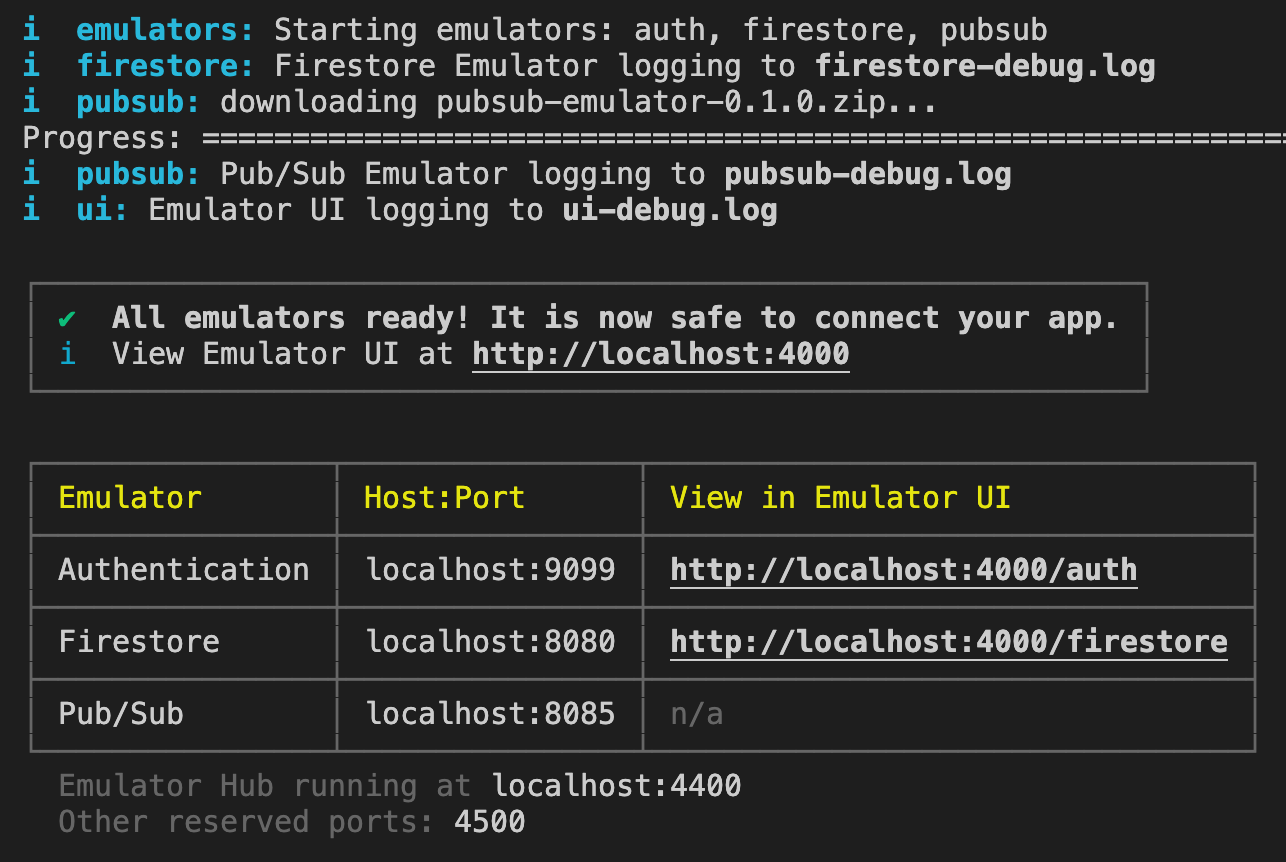 i  emulators: Starting emulators: auth, firestore, pubsub
i  firestore: Firestore Emulator logging to firestore-debug.log
i  pubsub: downloading pubsub-emulator-0.1.0.zip...
Progress: ============================================================
i  pubsub: Pub/Sub Emulator logging to pubsub-debug.log
i  ui: Emulator UI logging to ui-debug.log
✔  All emulators ready! It is now safe to connect your app.
i  View Emulator UI at http://localhost:4000
Emulator Host:Port View in Emulator UI
Authentication localhost:9099 http://localhost:4000/auth
Firestore localhost:8080 http://localhost:4000/firestore
Pub/Sub localhost:8085 n/a
Emulator Hub running at localhost:4400
Other reserved ports: 4500